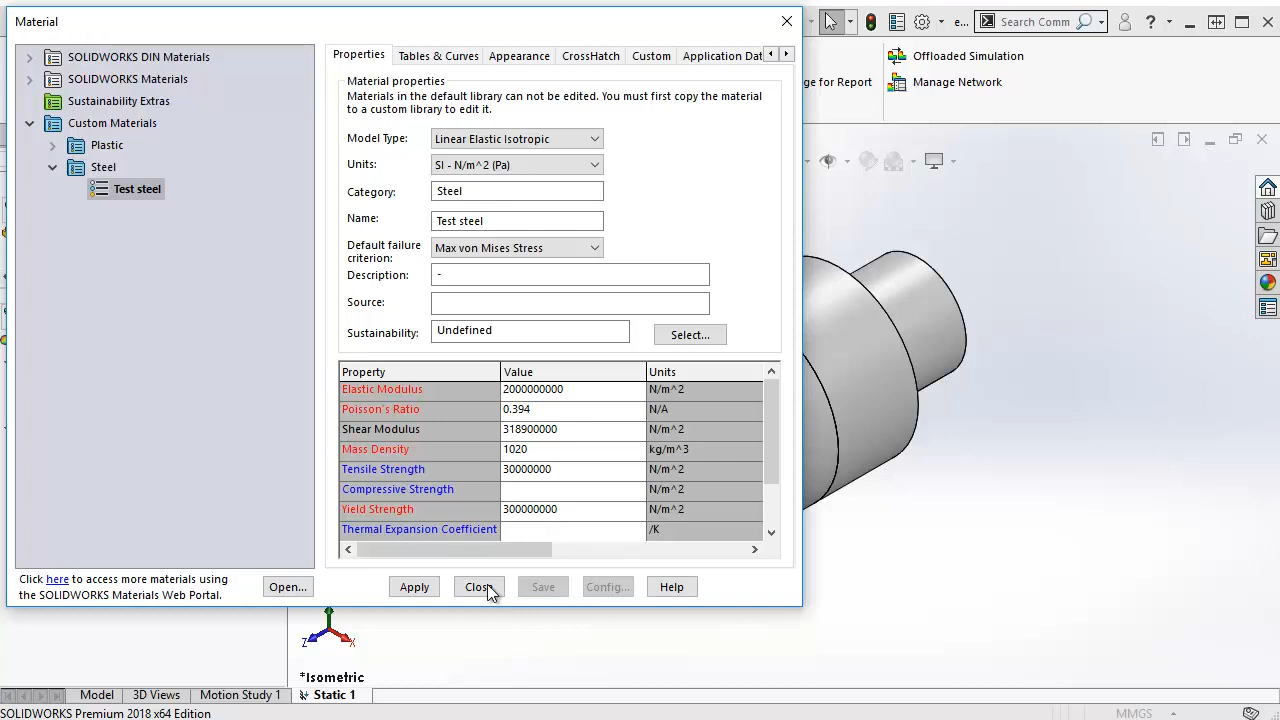 Material
SOLIDWORKS DIN Materials
SOLIDWORKS Materials
Sustainability Extras
Custom Materials
Plastic
Steel
Test steel
Click here to access more materials using
the SOLIDWORKS Materials Web Portal.
Open...
Properties Tables & Curves Appearance CrossHatch Custom Application Dat
Material properties
Materials in the default library can not be edited. You must first copy the material
to a custom library to edit it.
Model Type: Linear Elastic Isotropic
Units: SI - N/m^2 (Pa)
Category: Steel
Name: Test steel
Default failure
criterion: Max von Mises Stress
Description: -
Source:
Sustainability: Undefined Select...
Property Value Units
Elastic Modulus 2000000000 N/m^2
Poisson's Ratio 0.394 N/A
Shear Modulus 318900000 N/m^2
Mass Density 1020 kg/m^3
Tensile Strength 30000000 N/m^2
Compressive Strength N/m^2
Yield Strength 300000000 N/m^2
Thermal Expansion Coefficient /K
Apply Close Save Config... Help
e... Search Comm ?
Offloaded Simulation
ge for Report
Manage Network
Z X
*Isometric
Model 3D Views Motion Study 1 Static 1
SOLIDWORKS Premium 2018 x64 Edition
MMGS